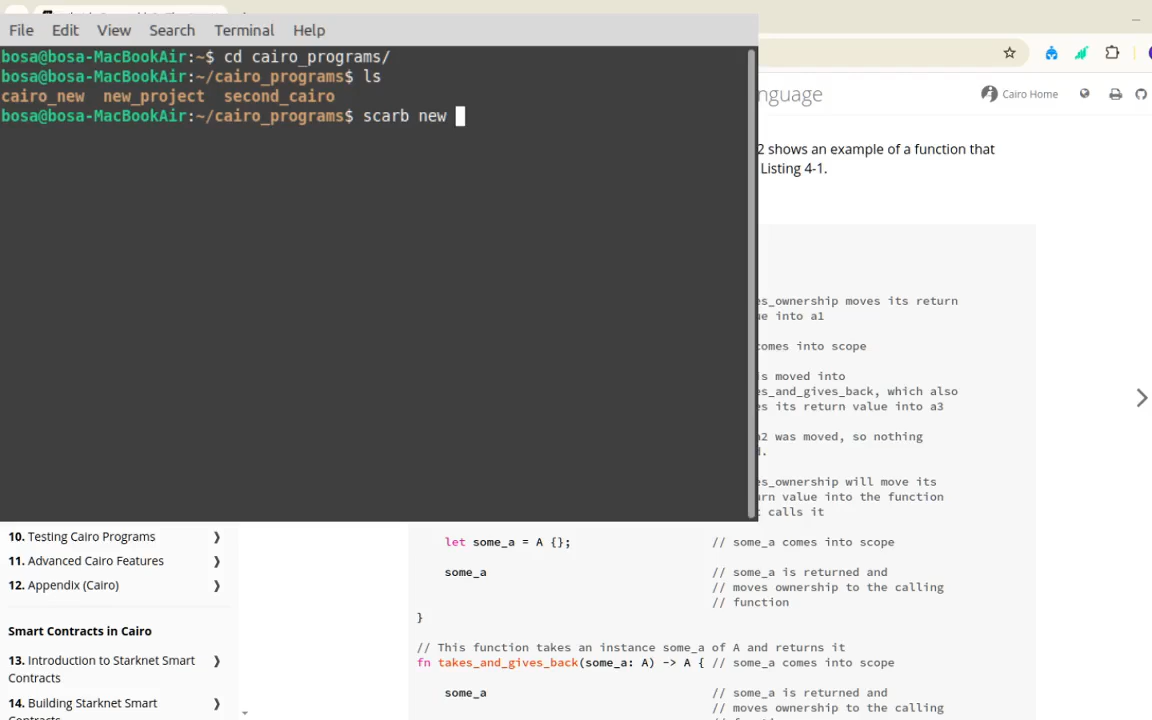 File Edit View Search Terminal Help
bosa@bosa-MacBookAir:~$ cd cairo_programs/
bosa@bosa-MacBookAir:~/cairo_programs$ ls
cairo_new new_project second_cairo
bosa@bosa-MacBookAir:~/cairo_programs$ scarb new
nguage
Cairo Home
2 shows an example of a function that
Listing 4-1.
es_ownership moves its return
ue into a1
comes into scope
is moved into
es_and_gives_back, which also
es its return value into a3
a2 was moved, so nothing
d.
es_ownership will move its
urn value into the function
t calls it
let some_a = A {}; // some_a comes into scope
some_a // some_a is returned and
// moves ownership to the calling
// function
}
// This function takes an instance some_a of A and returns it
fn takes_and_gives_back(some_a: A) -> A { // some_a comes into scope
some_a // some_a is returned and
// moves ownership to the calling
10. Testing Cairo Programs
11. Advanced Cairo Features
12. Appendix (Cairo)
Smart Contracts in Cairo
13. Introduction to Starknet Smart
Contracts
14. Building Starknet Smart